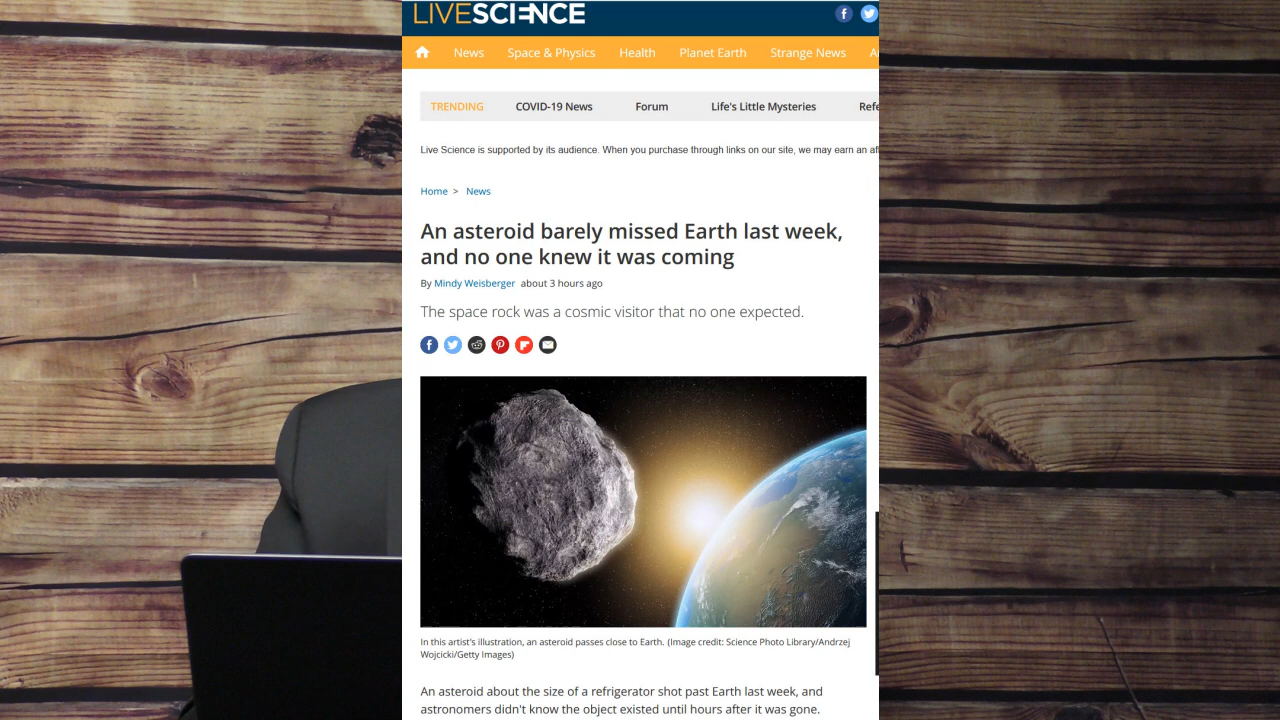 LIVESCIENCE
News Space & Physics Health Planet Earth Strange News
TRENDING COVID-19 News Forum Life's Little Mysteries
Live Science is supported by its audience. When you purchase through links on our site, we may earn an
Home > News
An asteroid barely missed Earth last week,
and no one knew it was coming
By Mindy Weisberger about 3 hours ago
The space rock was a cosmic visitor that no one expected.
In this artist's illustration, an asteroid passes close to Earth. (Image credit: Science Photo Library/Andrzej
Wojcicki/Getty Images)
An asteroid about the size of a refrigerator shot past Earth last week, and
astronomers didn't know the object existed until hours after it was gone.